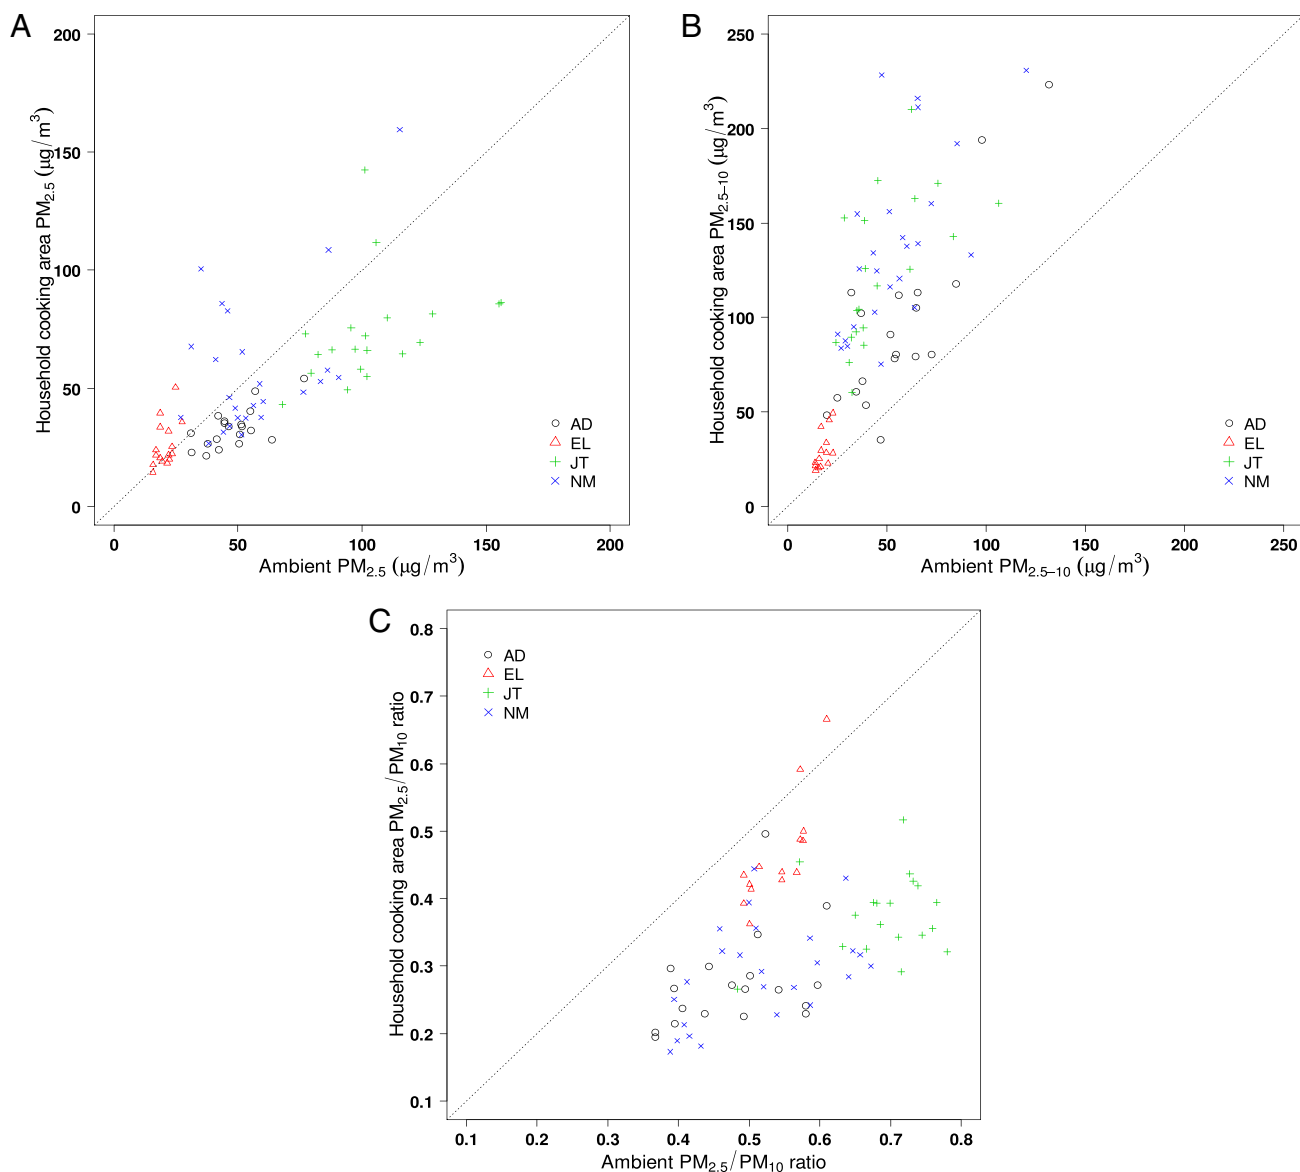 A
Household cooking area PM2.5 (μg/m3)
200
150
100
50
0
0 50 100 150 200
Ambient PM2.5 (μg/m3)
AD
EL
JT
NM
B
Household cooking area PM2.5–10 (μg/m3)
250
200
150
100
50
0
0 50 100 150 200 250
Ambient PM2.5–10 (μg/m3)
AD
EL
JT
NM
C
Household cooking area PM2.5/PM10 ratio
0.8
0.7
0.6
0.5
0.4
0.3
0.2
0.1
0.1 0.2 0.3 0.4 0.5 0.6 0.7 0.8
Ambient PM2.5/PM10 ratio
AD
EL
JT
NM